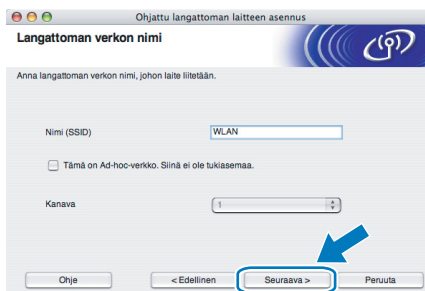 Ohjattu langattoman laitteen asennus
Langattoman verkon nimi
Anna langattoman verkon nimi, johon laite liitetään.
Nimi (SSID) WLAN
Tämä on Ad-hoc-verkko. Siinä ei ole tukiasemaa.
Kanava 1
Ohje < Edellinen Seuraava > Peruuta